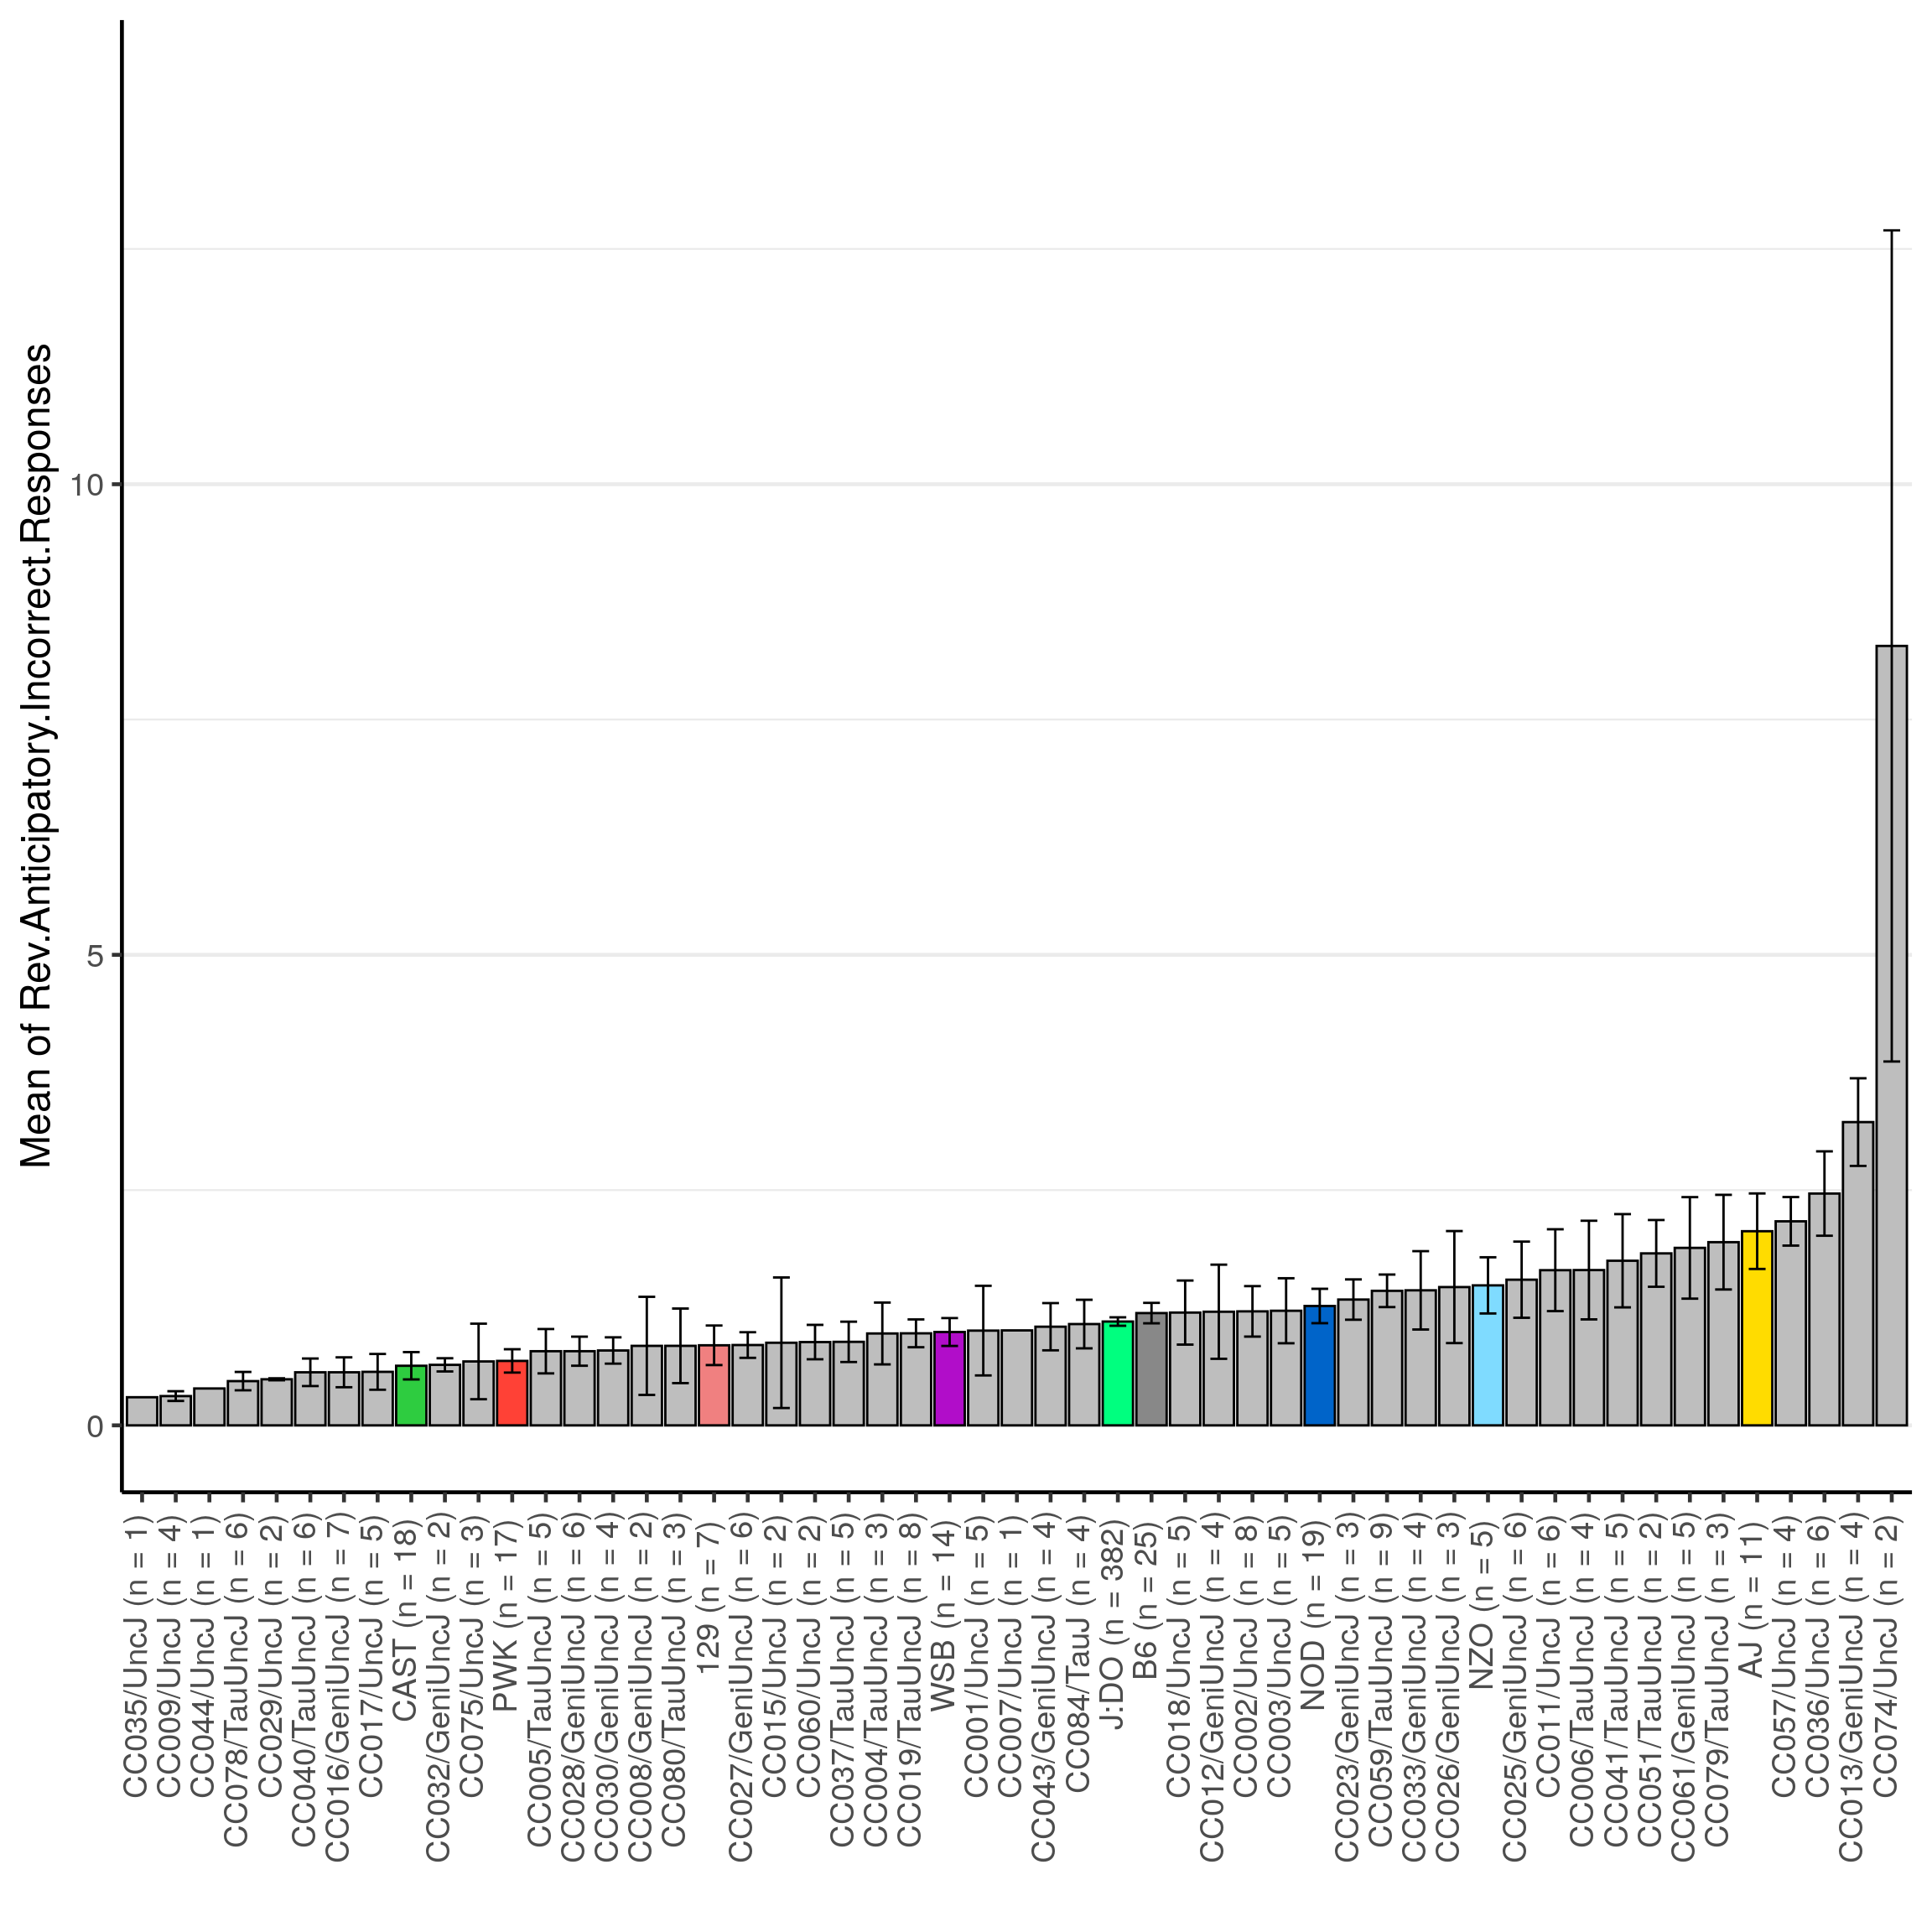 Mean of Rev.Anticipatory.Incorrect.Responses
10
5
0
CC035/UncJ (n = 1)
CC009/UncJ (n = 4)
CC044/UncJ (n = 1)
CC078/TauUncJ (n = 6)
CC029/UncJ (n = 2)
CC040/TauUncJ (n = 6)
CC016/GeniUncJ (n = 7)
CC017/UncJ (n = 5)
CAST (n = 18)
CC032/GeniUncJ (n = 2)
CC075/UncJ (n = 3)
PWK (n = 17)
CC005/TauUncJ (n = 5)
CC028/GeniUncJ (n = 6)
CC030/GeniUncJ (n = 4)
CC008/GeniUncJ (n = 2)
CC080/TauUncJ (n = 3)
129 (n = 7)
CC027/GeniUncJ (n = 6)
CC015/UncJ (n = 2)
CC060/UncJ (n = 2)
CC037/TauUncJ (n = 5)
CC004/TauUncJ (n = 3)
CC019/TauUncJ (n = 8)
WSB (n = 14)
CC001/UncJ (n = 5)
CC007/UncJ (n = 1)
CC043/GeniUncJ (n = 4)
CC084/TauJ (n = 4)
J:DO (n = 382)
B6 (n = 25)
CC018/UncJ (n = 5)
CC012/GeniUncJ (n = 4)
CC002/UncJ (n = 8)
CC003/UncJ (n = 5)
NOD (n = 19)
CC023/GeniUncJ (n = 3)
CC059/TauUncJ (n = 9)
CC033/GeniUncJ (n = 4)
CC026/GeniUncJ (n = 3)
NZO (n = 5)
CC025/GeniUncJ (n = 6)
CC011/UncJ (n = 6)
CC006/TauUncJ (n = 4)
CC041/TauUncJ (n = 5)
CC051/TauUncJ (n = 2)
CC061/GeniUncJ (n = 5)
CC079/TauUncJ (n = 3)
AJ (n = 11)
CC057/UncJ (n = 4)
CC036/UncJ (n = 6)
CC013/GeniUncJ (n = 4)
CC074/UncJ (n = 2)